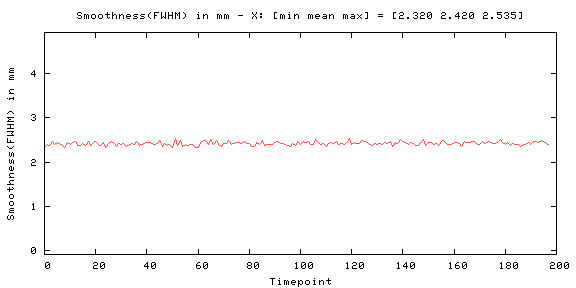 Smoothness(FWHM) in mm - X: [min mean max] = [2.320 2.420 2.535]
Smoothness(FWHM) in mm
4
3
2
1
0
0 20 40 60 80 100 120 140 160 180 200
Timepoint